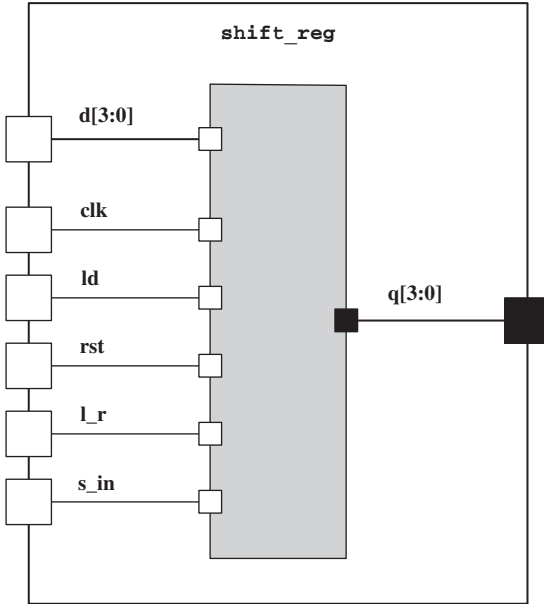 shift_reg
d[3:0]
clk
ld
rst
l_r
s_in
q[3:0]